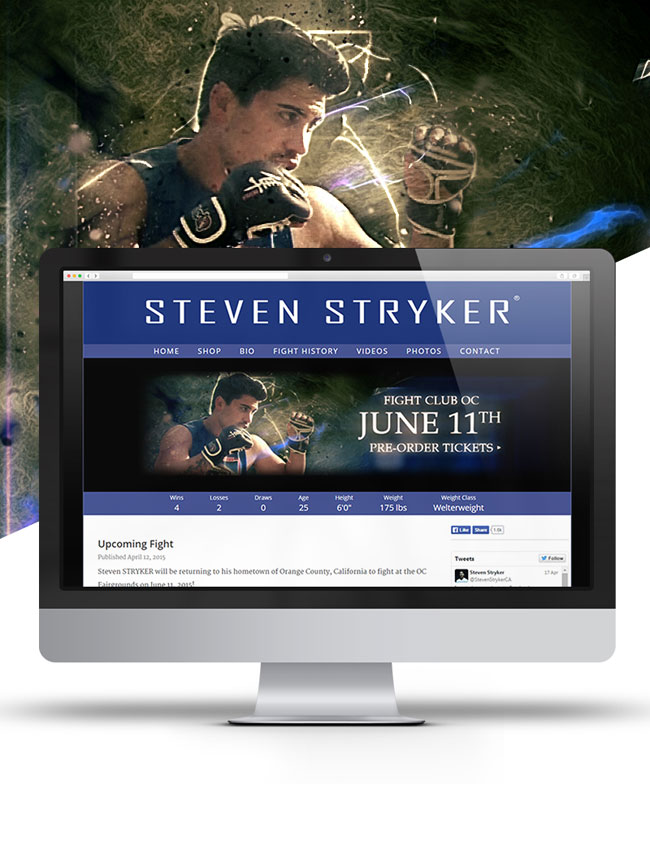 STEVEN STRYKER®
HOME SHOP BIO FIGHT HISTORY VIDEOS PHOTOS CONTACT
FIGHT CLUB OC
JUNE 11TH
PRE-ORDER TICKETS
Wins Losses Draws Age Height Weight Weight Class
4 2 0 25 6'0" 175 lbs Welterweight
Upcoming Fight
Published April 12, 2015
Steven STRYKER will be returning to his hometown of Orange County, California to fight at the OC
Fairgrounds on June 11, 2015!
Like Share
Tweets Follow
Steven Stryker 27 Apr
@StevenStrykerCA